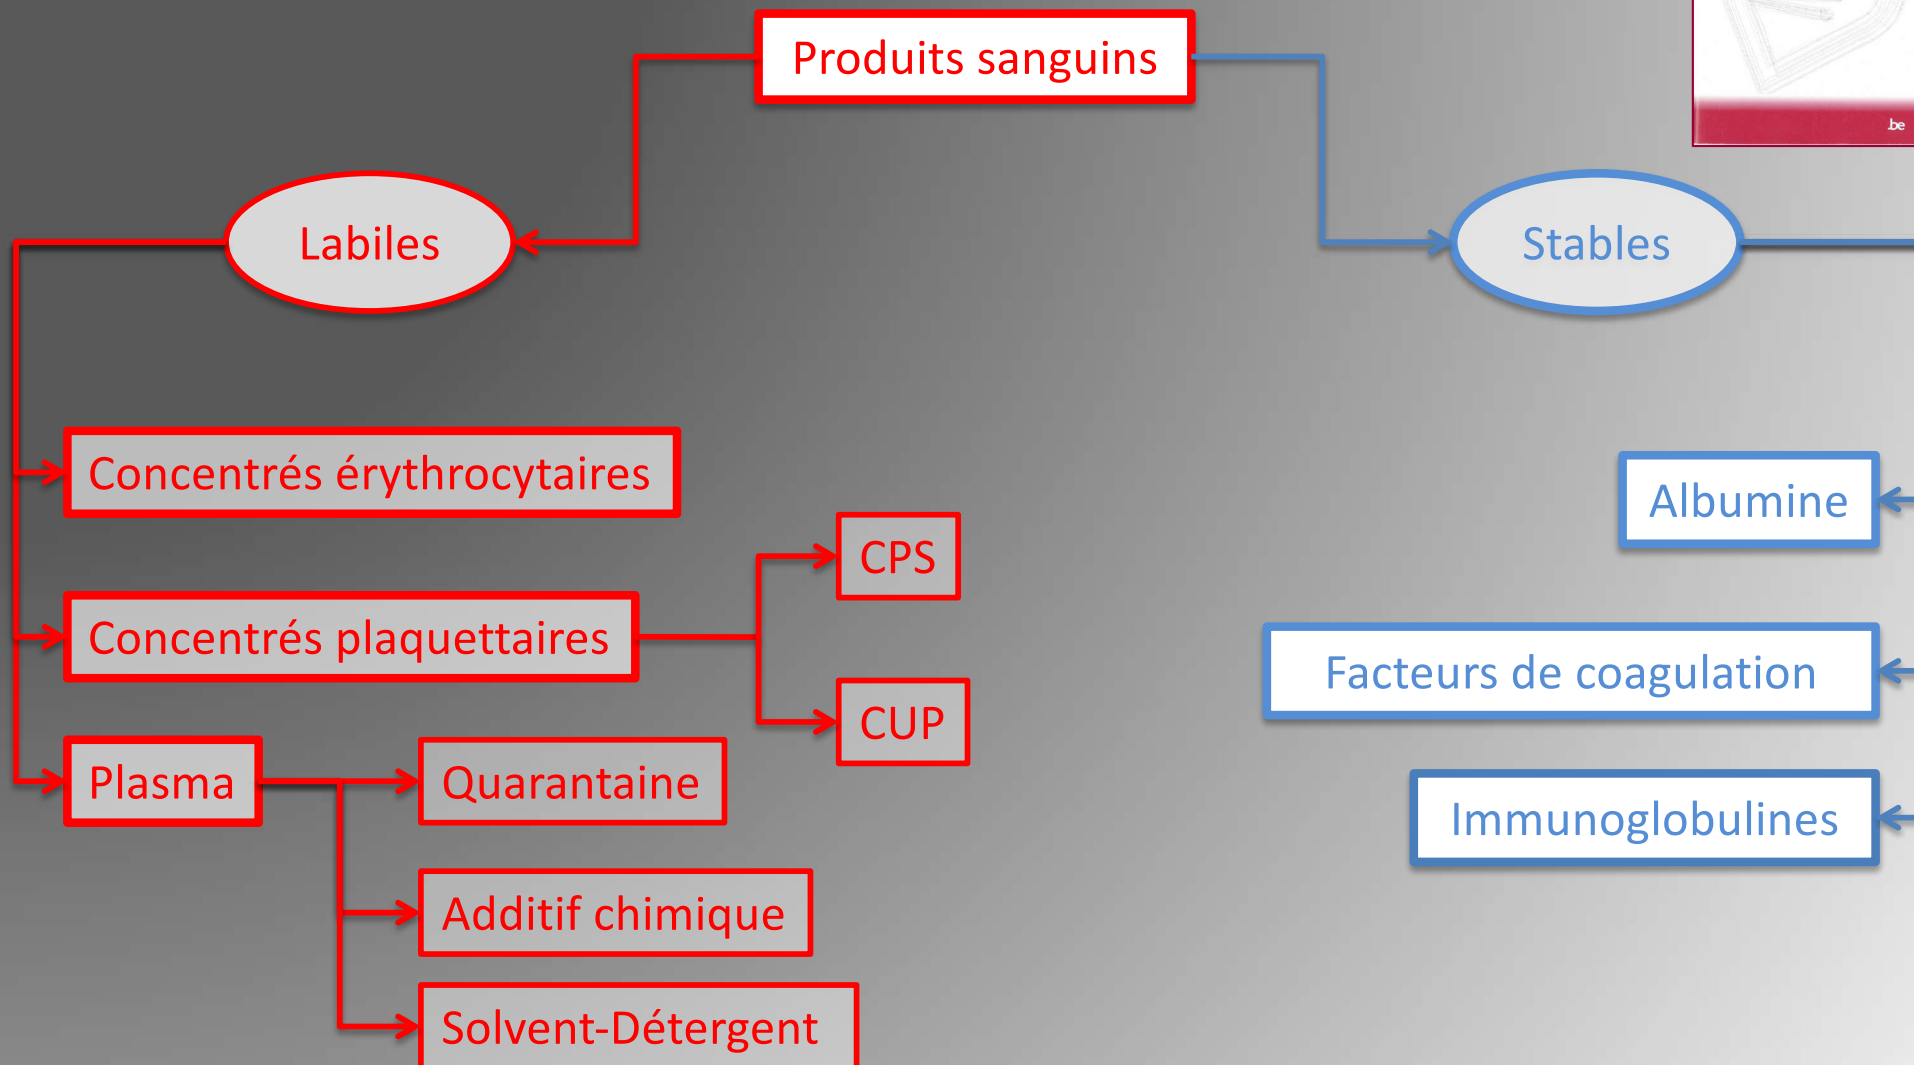 Produits sanguins
.be
Labiles
Stables
Concentrés érythrocytaires
Albumine
CPS
Concentrés plaquettaires
Facteurs de coagulation
CUP
Plasma
Quarantaine
Immunoglobulines
Additif chimique
Solvent-Détergent